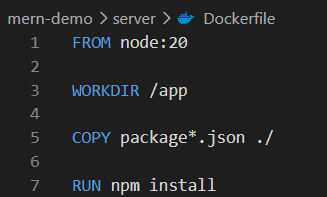 mern-demo > server > Dockerfile
1 FROM node:20
2
3 WORKDIR /app
4
5 COPY package*.json ./
6
7 RUN npm install